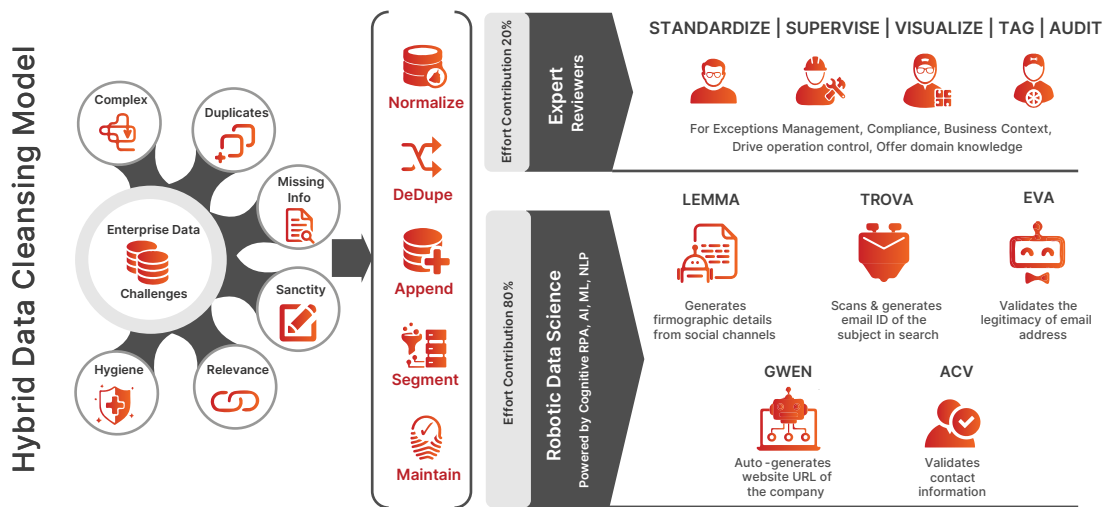 Hybrid Data Cleansing Model
Complex
Duplicates
Missing
Info
Enterprise Data
Challenges
Sanctity
Hygiene
Relevance
Normalize
DeDupe
Append
Segment
Maintain
Effort Contribution 20%
Expert
Reviewers
STANDARDIZE | SUPERVISE | VISUALIZE | TAG | AUDIT
For Exceptions Management, Compliance, Business Context,
Drive operation control, Offer domain knowledge
Effort Contribution 80%
Robotic Data Science
Powered by Cognitive RPA, AI, ML, NLP
LEMMA
Generates
firmographic details
from social channels
TROVA
Scans & generates
email ID of the
subject in search
EVA
Validates the
legitimacy of email
address
GWEN
Auto -generates
website URL of
the company
ACV
Validates
contact
information